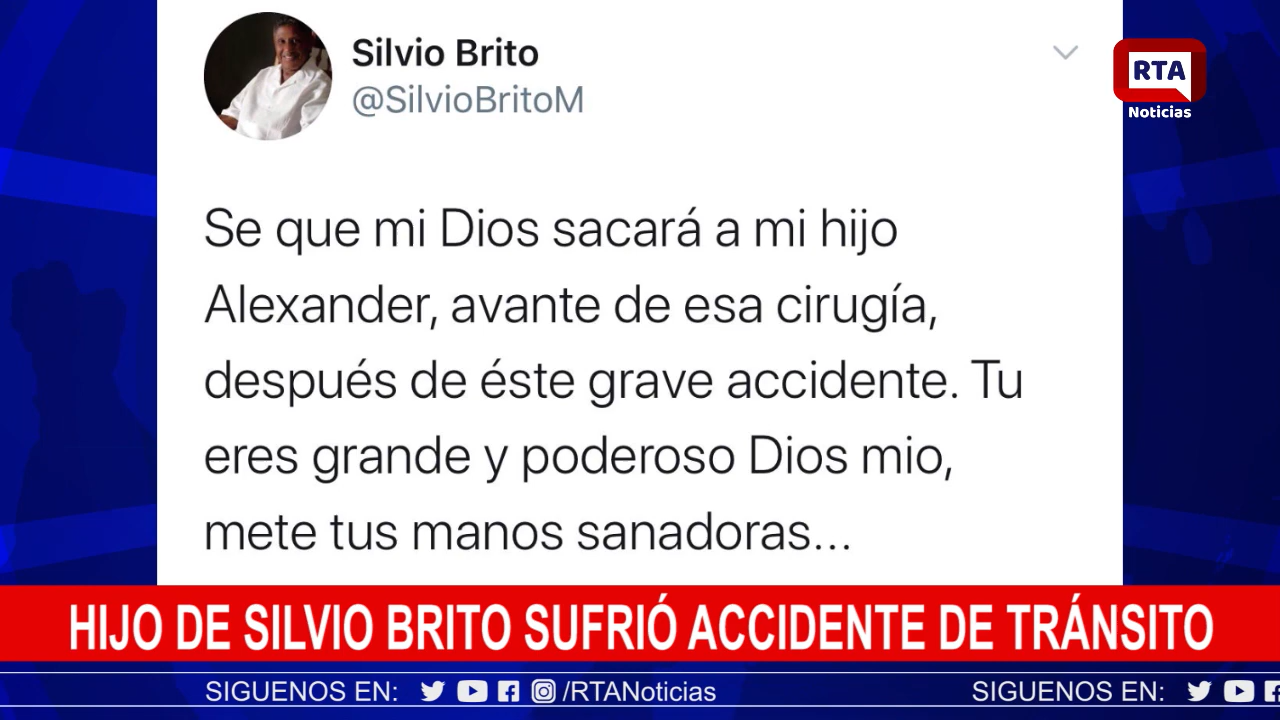 Silvio Brito
@SilvioBritoM
RTA
Noticias
Se que mi Dios sacará a mi hijo
Alexander, avante de esa cirugía,
después de éste grave accidente. Tu
eres grande y poderoso Dios mio,
mete tus manos sanadoras...
HIJO DE SILVIO BRITO SUFRIÓ ACCIDENTE DE TRÁNSITO
SIGUENOS EN: /RTANoticias SIGUENOS EN: